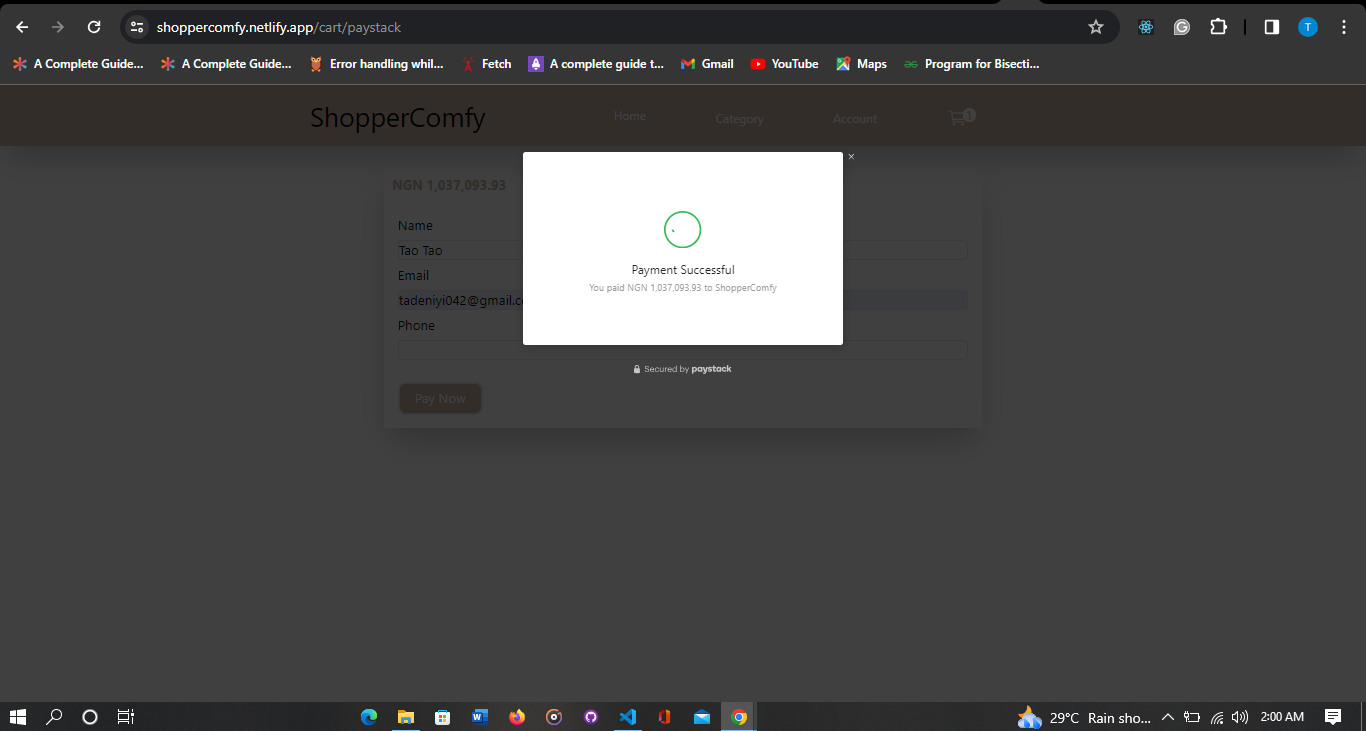 shoppercomfy.netlify.app/cart/paystack
T
A Complete Guide... A Complete Guide... Error handling whil... Fetch A complete guide t... Gmail YouTube Maps Program for Bisecti...
ShopperComfy Home Category Account 1
×
NGN 1,037,093.93
Name
Tao Tao
Email
tadeniyi042@gmail.c
Phone
Pay Now
Payment Successful
You paid NGN 1,037,093.93 to ShopperComfy
Secured by paystack
29°C Rain sho... 2:00 AM